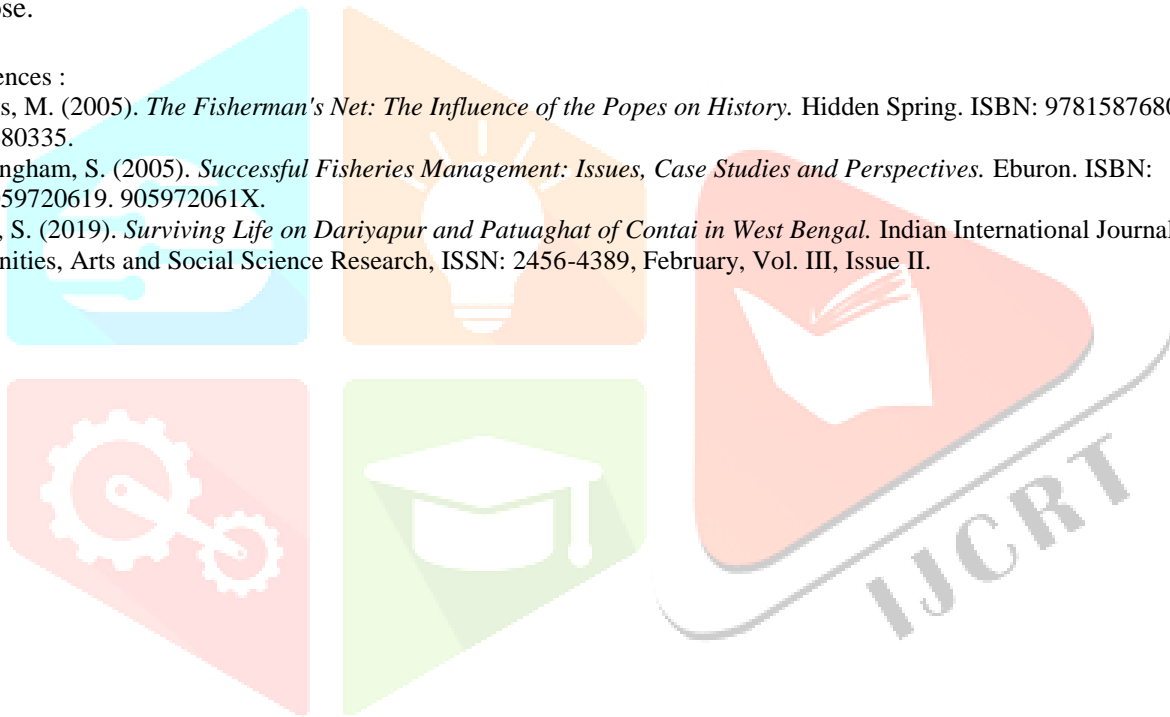 ose.
ences :
s, M. (2005). The Fisherman's Net: The Influence of the Popes on History. Hidden Spring. ISBN: 9781587680
80335.
ngham, S. (2005). Successful Fisheries Management: Issues, Case Studies and Perspectives. Eburon. ISBN:
59720619. 905972061X.
, S. (2019). Surviving Life on Dariyapur and Patuaghat of Contai in West Bengal. Indian International Journal
nities, Arts and Social Science Research, ISSN: 2456-4389, February, Vol. III, Issue II.
IJCRT